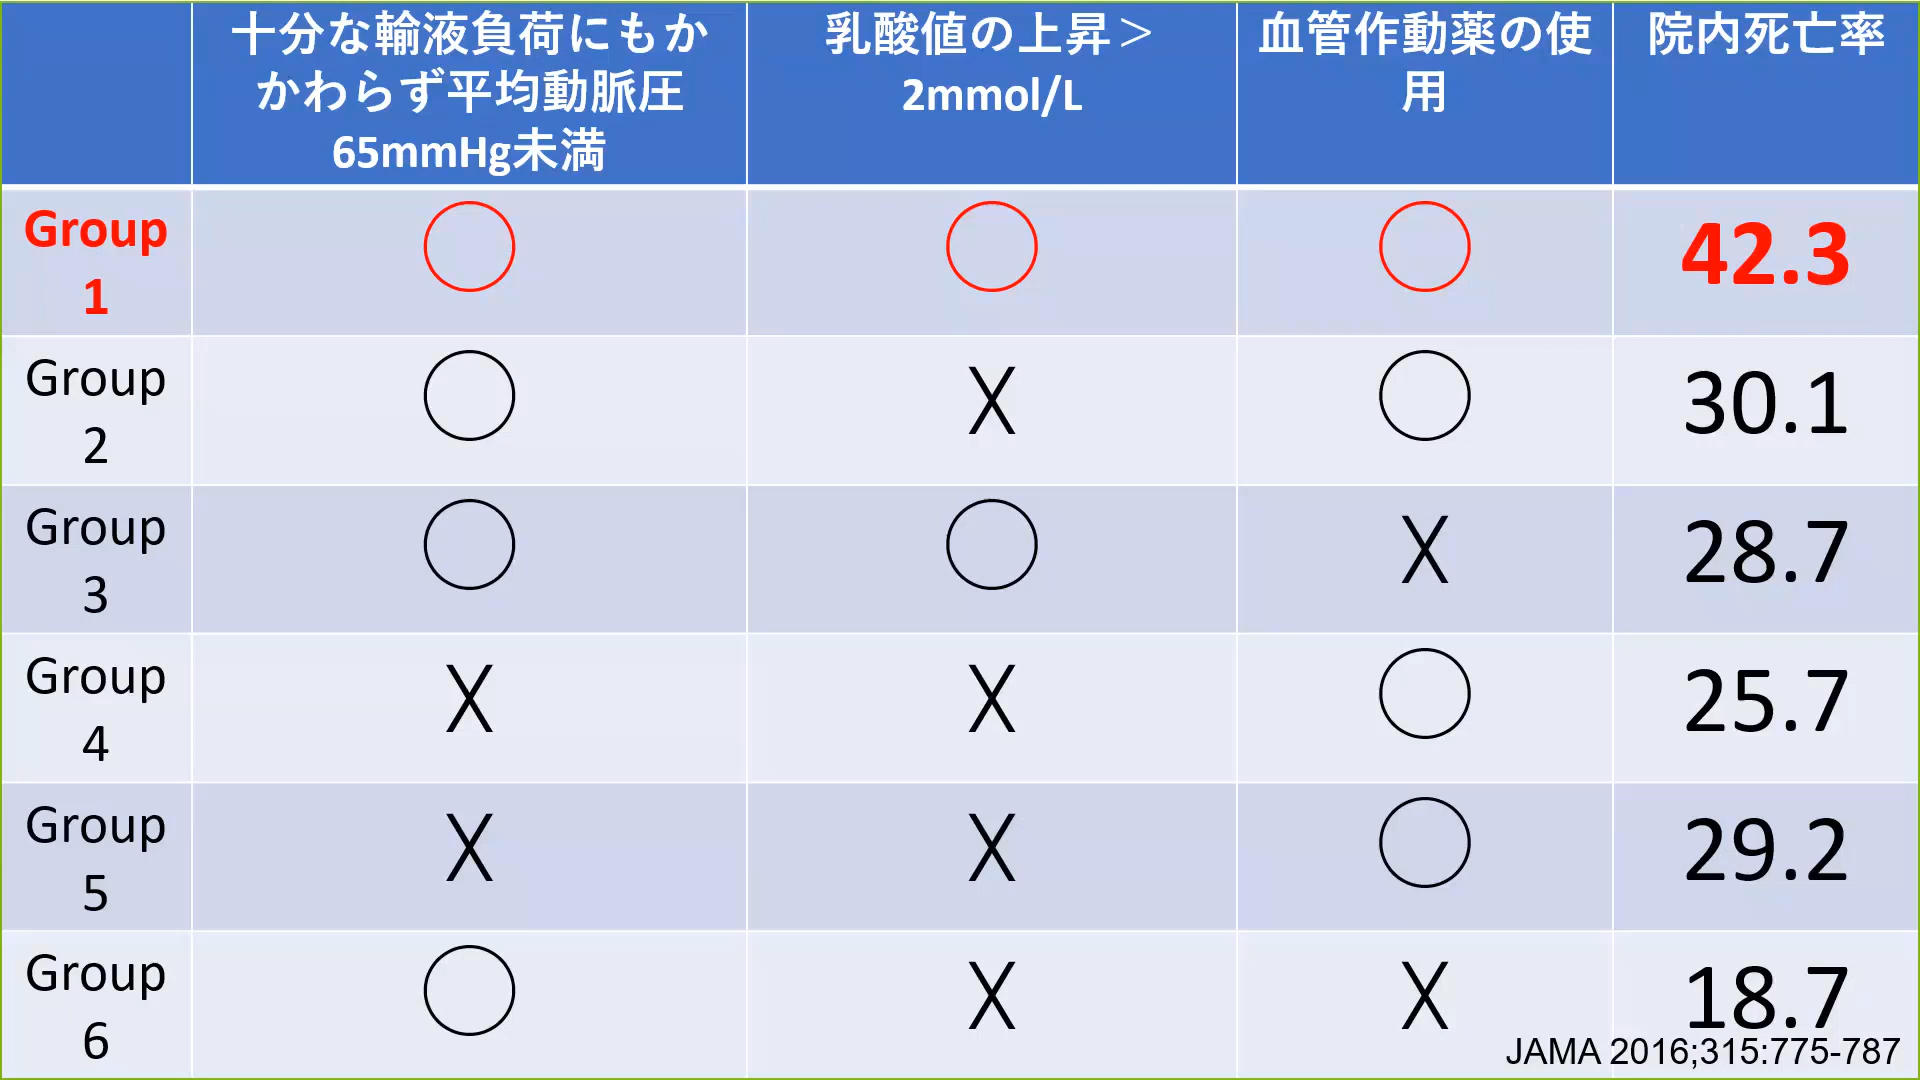 十分な輸液負荷にもか
かわらず平均動脈圧
65mmHg未満
乳酸値の上昇＞
2mmol/L
血管作動薬の使
用
院内死亡率
Group
1
○
○
○
42.3
Group
2
○
X
○
30.1
Group
3
○
○
X
28.7
Group
4
X
X
○
25.7
Group
5
X
X
○
29.2
Group
6
○
X
X
18.7
JAMA 2016;315:775-787